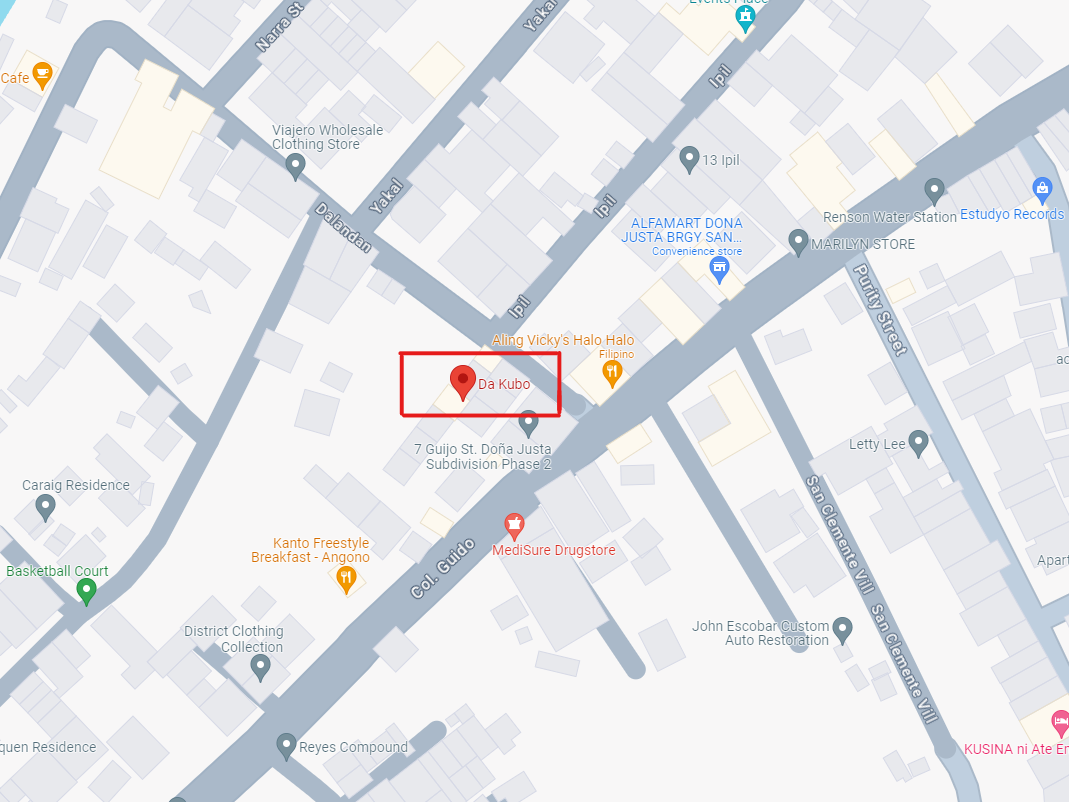 Events Place
Narra St
Yakal
Cafe
Ipil
Viajero Wholesale
Clothing Store
13 Ipil
Yakal
Dalandan
Ipil
Renson Water Station
Estudyo Records
ALFAMART DONA
JUSTA BRGY SAN...
Convenience store
MARILYN STORE
Purity Street
Ipil
Aling Vicky's Halo Halo
Filipino
Da Kubo
7 Guijo St. Doña Justa
Subdivision Phase 2
Letty Lee
Caraig Residence
San Clemente Vill
Kanto Freestyle
Breakfast - Angono
MediSure Drugstore
Col. Guido
Basketball Court
Apart
District Clothing
Collection
John Escobar Custom
Auto Restoration
San Clemente Vill
quen Residence
Reyes Compound
KUSINA ni Ate Em